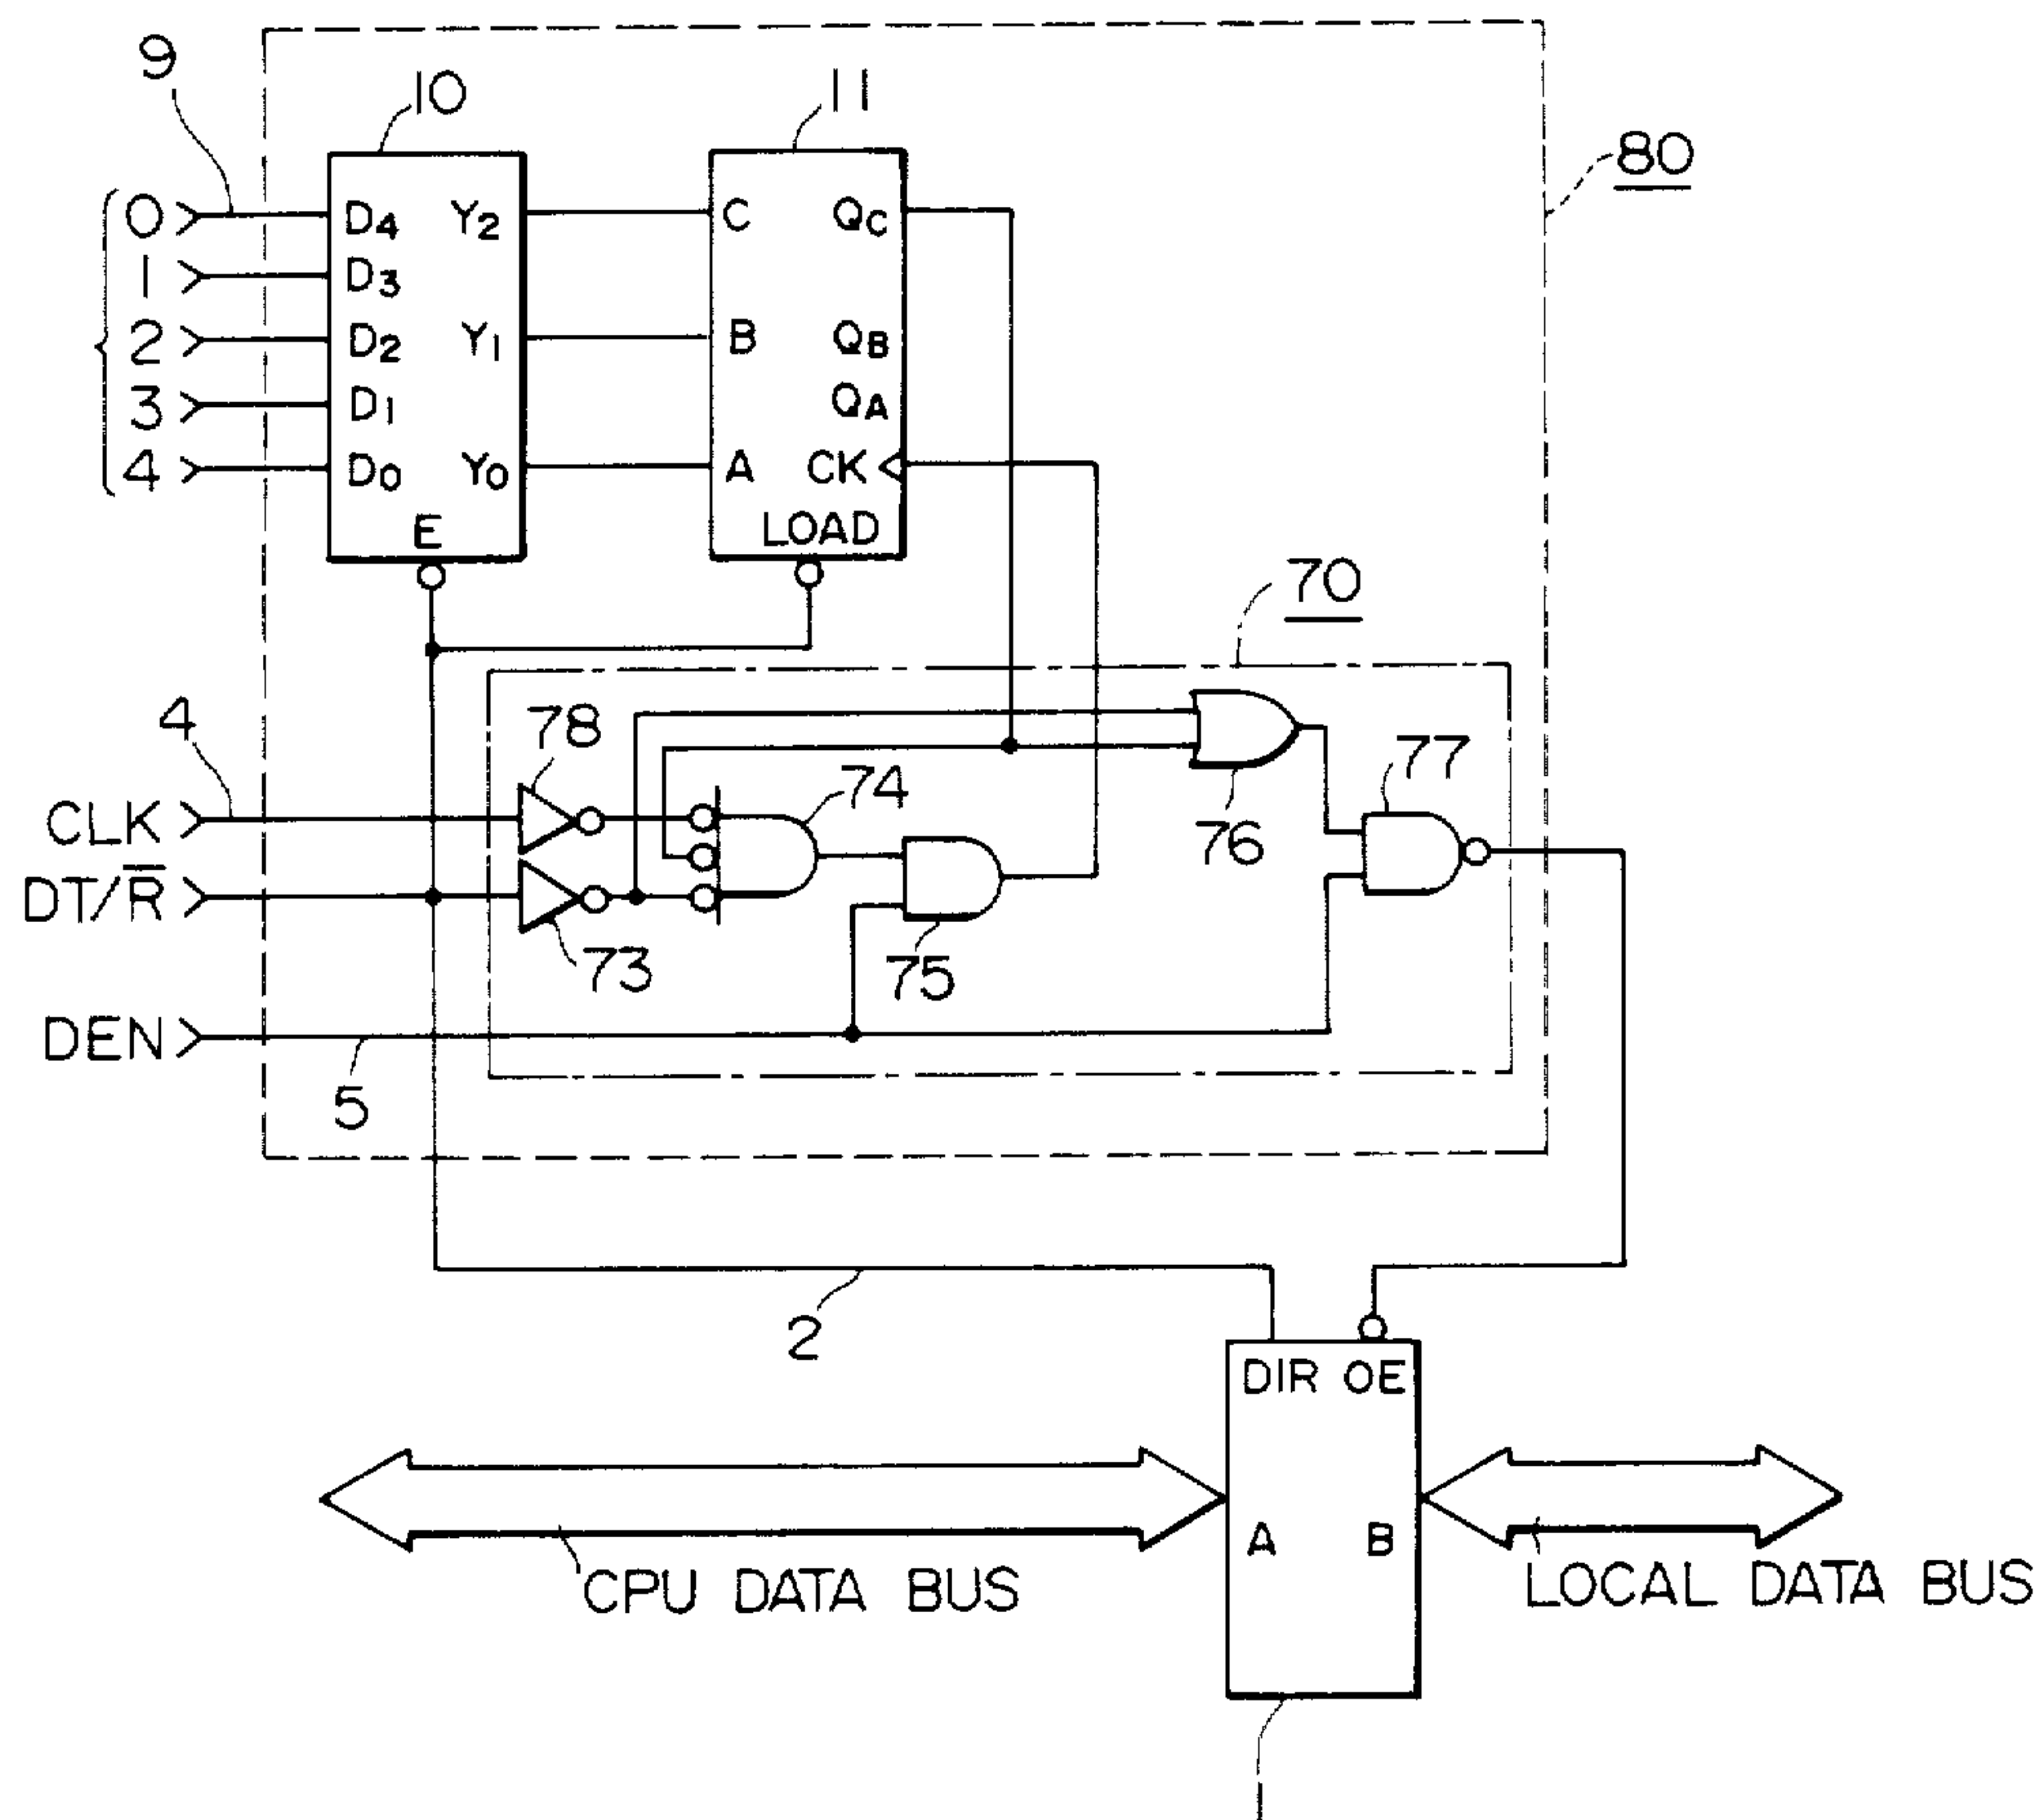 9
10
11
80
0 D4 Y2 C QC
1 D3
2 D2 Y1 B QB
3 D1 QA
4 D0 Y0 A CK
E LOAD
70
4 78 74 76 77
CLK
DT/R̅
73 75
DEN
5
2
DIR OE
A B
CPU DATA BUS
LOCAL DATA BUS
1